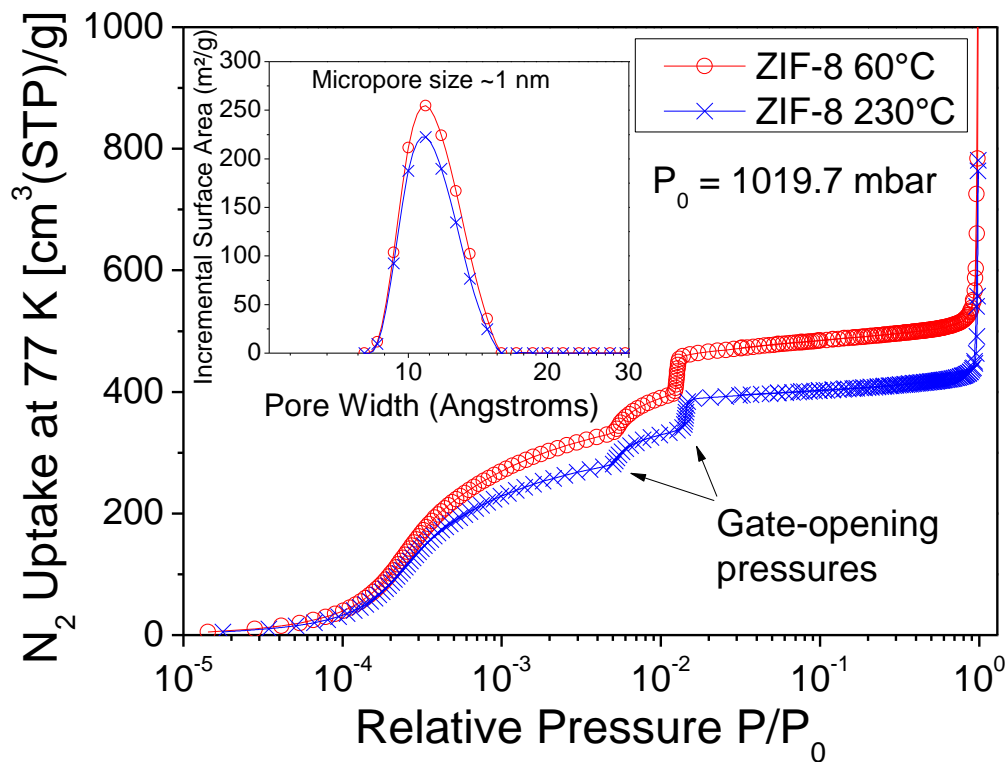 N₂ Uptake at 77 K [cm³(STP)/g]
1000
800
600
400
200
0
10⁻⁵
10⁻⁴
10⁻³
10⁻²
10⁻¹
10⁰
Relative Pressure P/P₀
ZIF-8 60°C
ZIF-8 230°C
P₀ = 1019.7 mbar
Gate-opening
pressures
Incremental Surface Area (m²/g)
300
250
200
150
100
50
0
Micropore size ~1 nm
10
20
30
Pore Width (Angstroms)